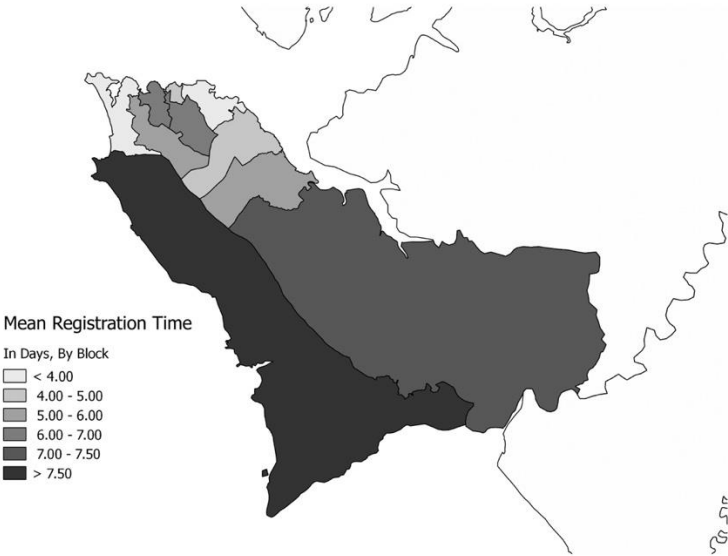 Mean Registration Time
In Days, By Block
< 4.00
4.00 - 5.00
5.00 - 6.00
6.00 - 7.00
7.00 - 7.50
> 7.50